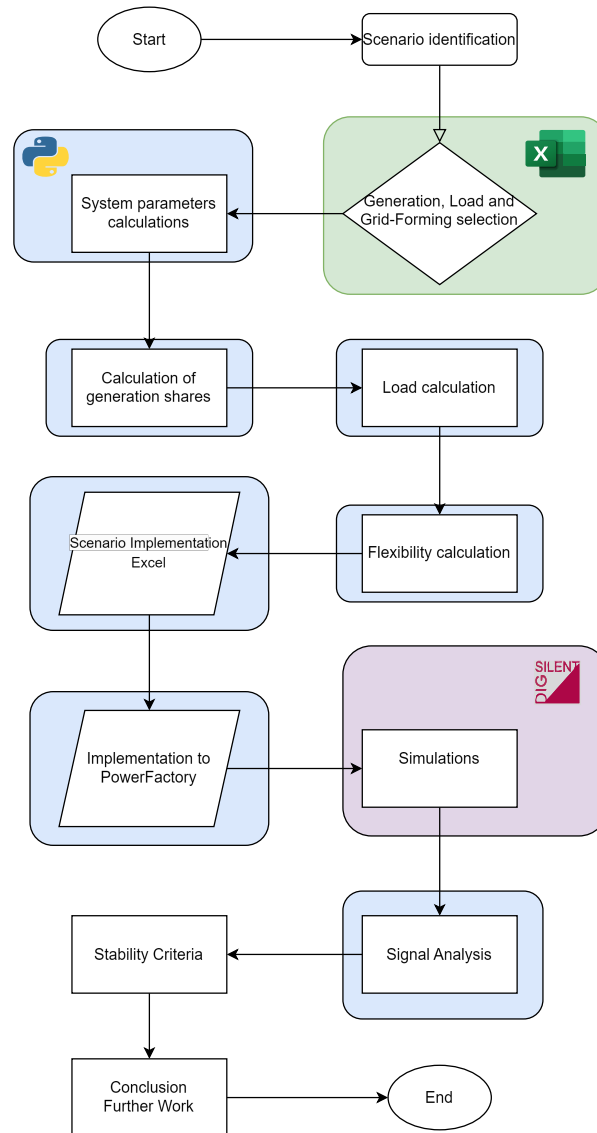 Start
Scenario identification
X
Generation, Load and
Grid-Forming selection
System parameters
calculations
Calculation of
generation shares
Load calculation
Scenario Implementation
Excel
Flexibility calculation
DIG
SILENT
Implementation to
PowerFactory
Simulations
Stability Criteria
Signal Analysis
Conclusion
Further Work
End